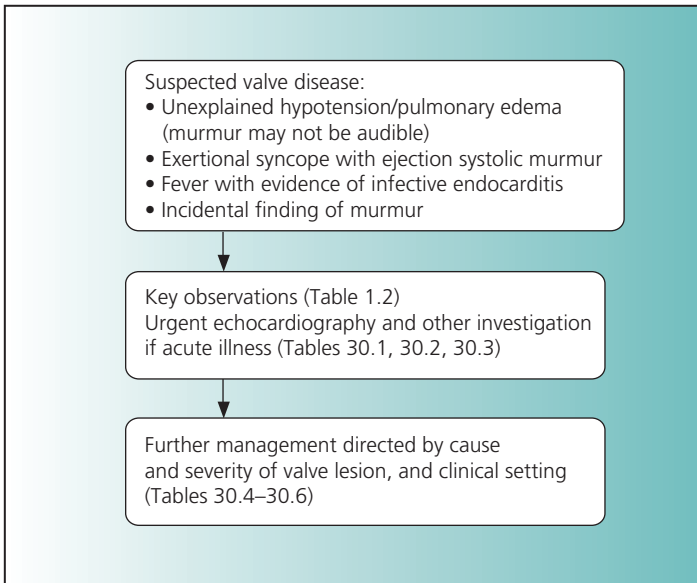 Suspected valve disease:
• Unexplained hypotension/pulmonary edema
(murmur may not be audible)
• Exertional syncope with ejection systolic murmur
• Fever with evidence of infective endocarditis
• Incidental finding of murmur
Key observations (Table 1.2)
Urgent echocardiography and other investigation
if acute illness (Tables 30.1, 30.2, 30.3)
Further management directed by cause
and severity of valve lesion, and clinical setting
(Tables 30.4–30.6)